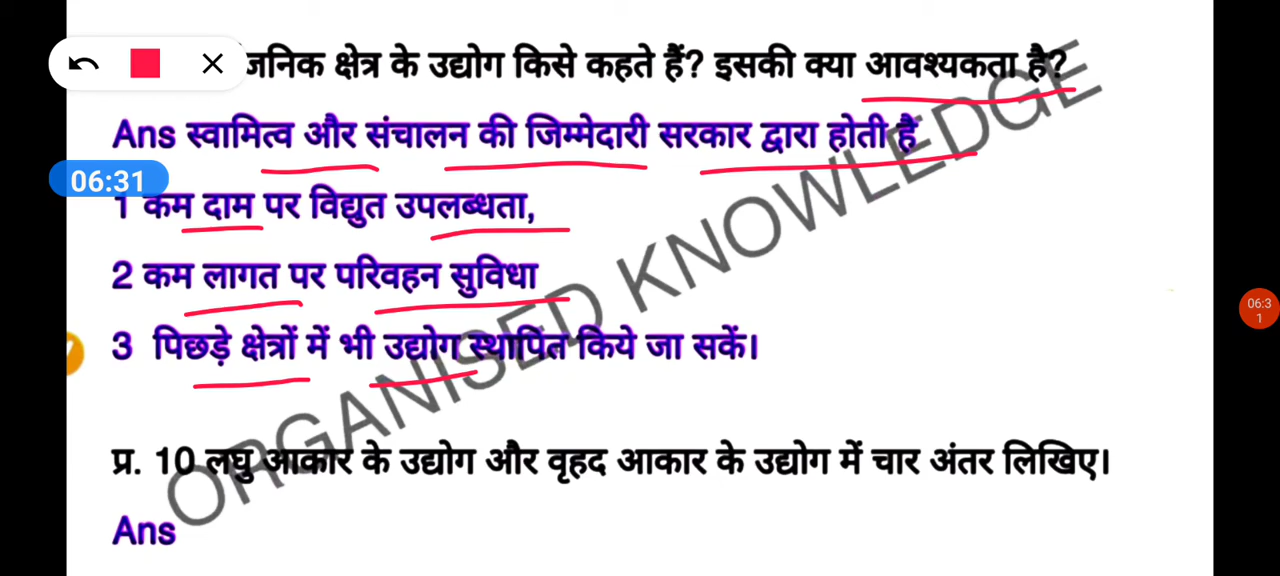 जनिक क्षेत्र के उद्योग किसे कहते हैं? इसकी क्या आवश्यकता है?
Ans स्वामित्व और संचालन की जिम्मेदारी सरकार द्वारा होती है
06:31
1 कम दाम पर विद्युत उपलब्धता,
2 कम लागत पर परिवहन सुविधा
06:31
3 पिछड़े क्षेत्रों में भी उद्योग स्थापित किये जा सकें।
ORGANISED KNOWLEDGE
प्र. 10 लघु आकार के उद्योग और वृहद आकार के उद्योग में चार अंतर लिखिए।
Ans